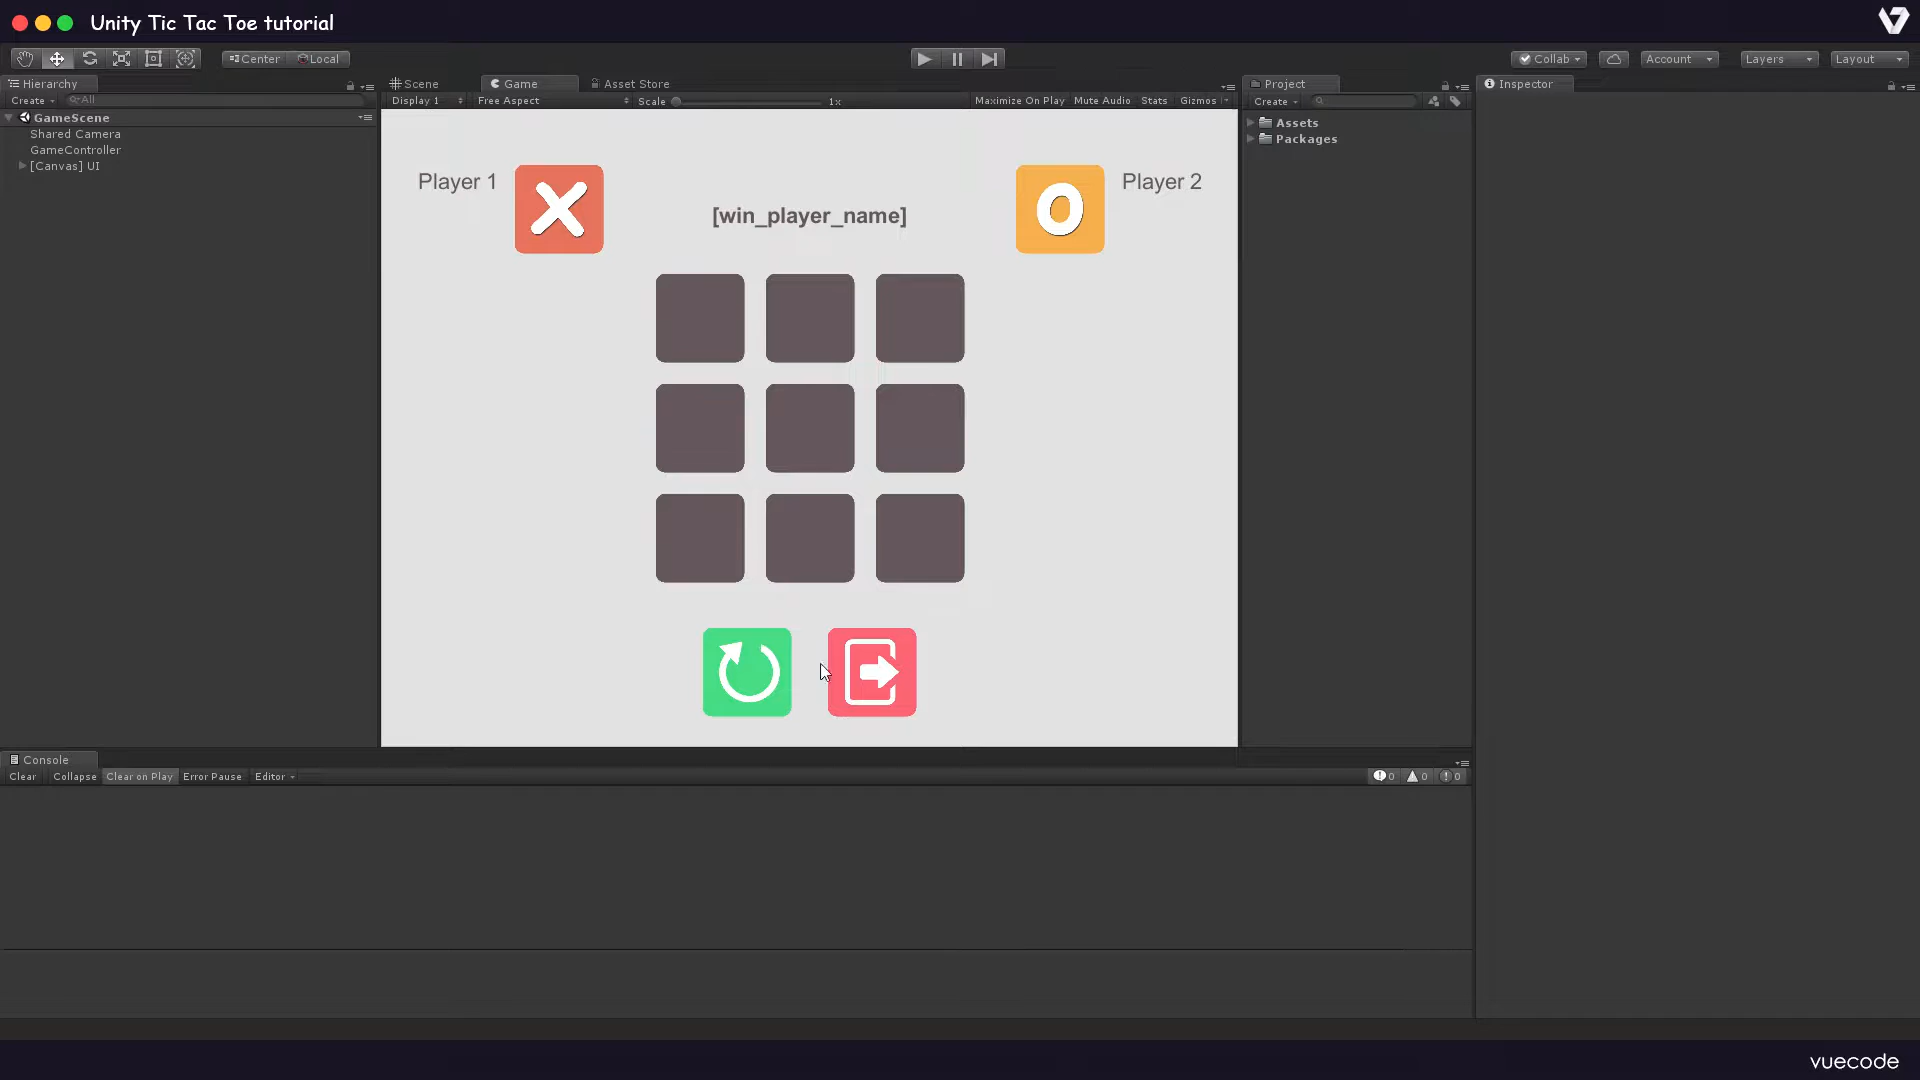 Unity Tic Tac Toe tutorial
Center Local
Collab Account Layers Layout
Hierarchy
Create All
GameScene
Shared Camera
GameController
[Canvas] UI
Scene Game Asset Store
Display 1 Free Aspect Scale 1x Maximize On Play Mute Audio Stats Gizmos
Player 1
X
[win_player_name]
O
Player 2
Project
Create
Assets
Packages
Inspector
Console
Clear Collapse Clear on Play Error Pause Editor
0 0 0
vuecode